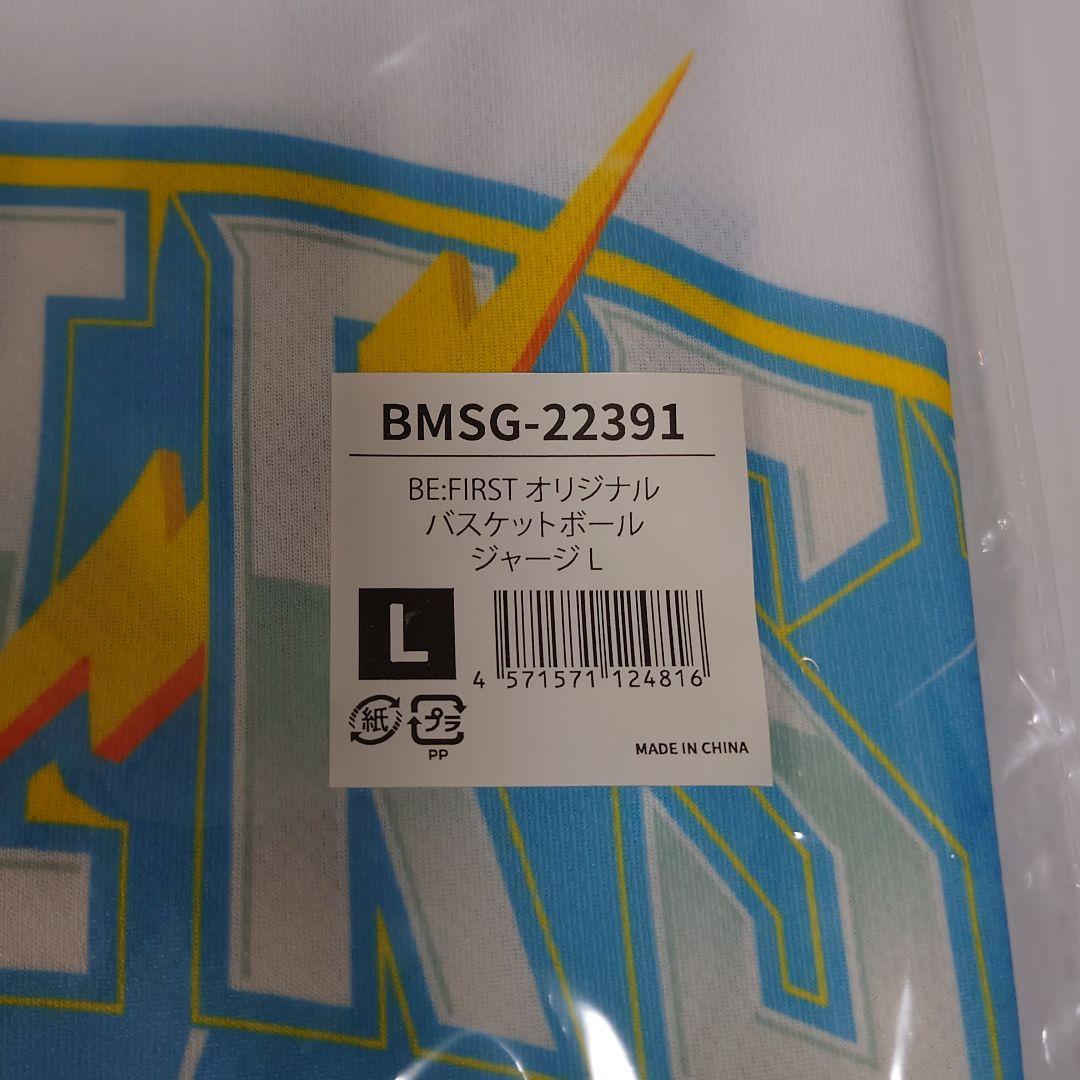 ERS
BMSG-22391
BE:FIRST オリジナル
バスケットボール
ジャージ L
L
4 571571 124816
紙 プラ
PP
MADE IN CHINA